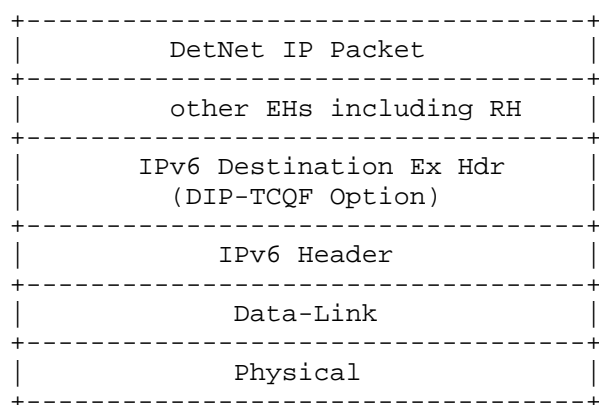 DetNet IP Packet
other EHs including RH
IPv6 Destination Ex Hdr
(DIP-TCQF Option)
IPv6 Header
Data-Link
Physical